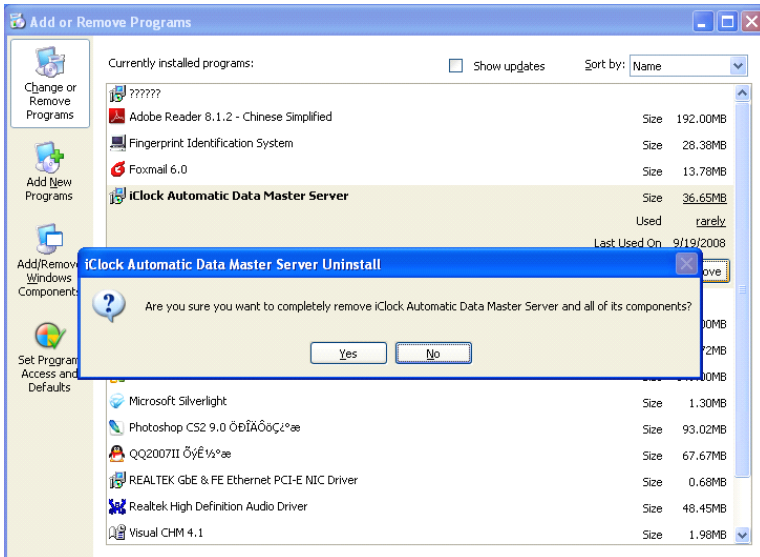 Add or Remove Programs
Change or
Remove
Programs
Add New
Programs
Add/Remove
Windows
Components
Set Program
Access and
Defaults
Currently installed programs:
Show updates
Sort by: Name
??????
Adobe Reader 8.1.2 - Chinese Simplified Size 192.00MB
Fingerprint Identification System Size 28.38MB
Foxmail 6.0 Size 13.78MB
iClock Automatic Data Master Server Size 36.65MB
Used rarely
Last Used On 9/19/2008
ove
iClock Automatic Data Master Server Uninstall
Are you sure you want to completely remove iClock Automatic Data Master Server and all of its components?
Yes No
Microsoft Silverlight Size 1.30MB
Photoshop CS2 9.0 ÖÐÎÄÔöÇ¿°æ Size 93.02MB
QQ2007II ÕýÊ½°æ Size 67.67MB
REALTEK GbE & FE Ethernet PCI-E NIC Driver Size 0.68MB
Realtek High Definition Audio Driver Size 48.45MB
Visual CHM 4.1 Size 1.98MB